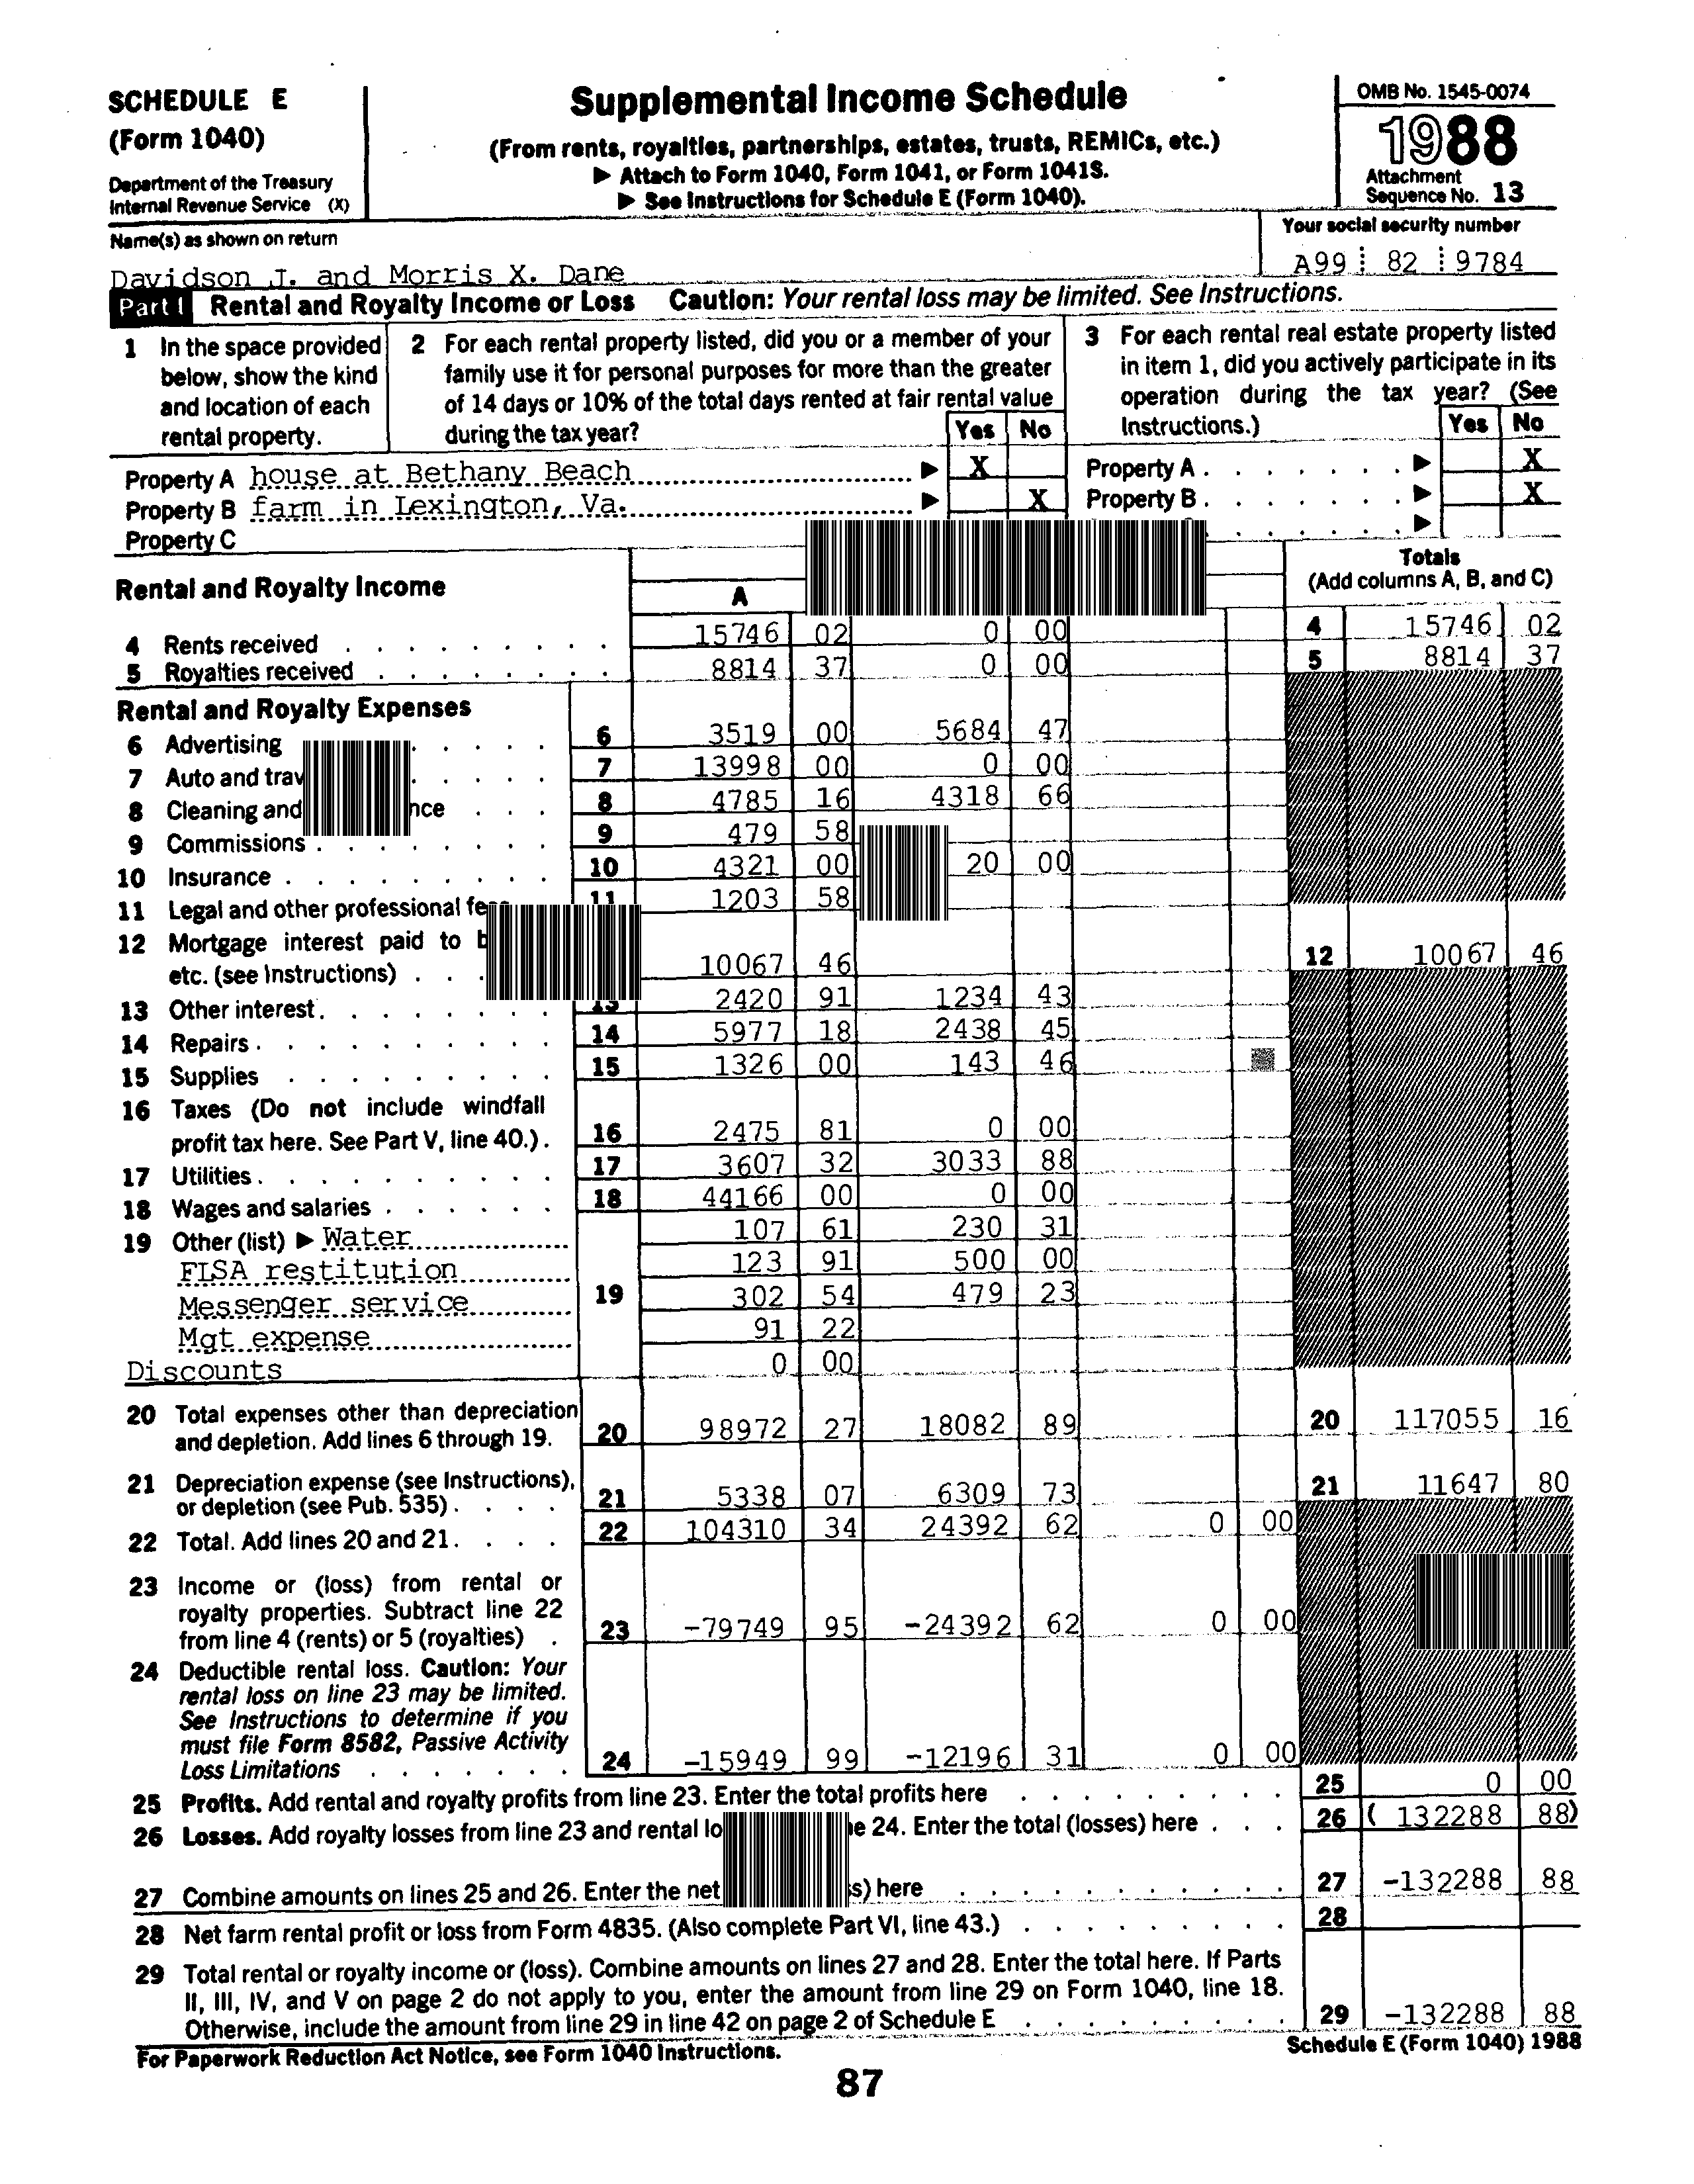 SCHEDULE E
(Form 1040)
Department of the Treasury
Internal Revenue Service (X)
Supplemental Income Schedule
(From rents, royalties, partnerships, estates, trusts, REMICs, etc.)
▶ Attach to Form 1040, Form 1041, or Form 1041S.
▶ See Instructions for Schedule E (Form 1040).
OMB No. 1545-0074
1988
Attachment
Sequence No. 13
Name(s) as shown on return
Davidson J. and Morris X. Dane
Your social security number
A99 82 9784
Part I Rental and Royalty Income or Loss Caution: Your rental loss may be limited. See Instructions.
1 In the space provided
below, show the kind
and location of each
rental property.
2 For each rental property listed, did you or a member of your
family use it for personal purposes for more than the greater
of 14 days or 10% of the total days rented at fair rental value
during the tax year? Yes No
3 For each rental real estate property listed
in item 1, did you actively participate in its
operation during the tax year? (See
Instructions.) Yes No
Property A house at Bethany Beach ▶ X Property A ▶ X
Property B farm in Lexington, Va. ▶ X Property B ▶ X
Property C ▶
Rental and Royalty Income
A
Totals
(Add columns A, B, and C)
4 Rents received 15746 02 0 00 4 15746 02
5 Royalties received 8814 37 0 00 5 8814 37
Rental and Royalty Expenses
6 Advertising 6 3519 00 5684 47
7 Auto and 7 13998 00 0 00
8 Cleaning and 8 4785 16 4318 66
9 Commissions 9 479 58
10 Insurance 10 4321 00 20 00
11 Legal and other professional 11 1203 58
12 Mortgage interest paid to
etc. (see Instructions) 10067 46 12 10067 46
13 Other interest 13 2420 91 1234 43
14 Repairs 14 5977 18 2438 45
15 Supplies 15 1326 00 143 46
16 Taxes (Do not include windfall
profit tax here. See Part V, line 40.) 16 2475 81 0 00
17 Utilities 17 3607 32 3033 88
18 Wages and salaries 18 44166 00 0 00
19 Other (list) ▶ Water 107 61 230 31
FISA restitution 123 91 500 00
Messenger service 19 302 54 479 23
Mgt expense 91 22
Discounts 0 00
20 Total expenses other than depreciation
and depletion. Add lines 6 through 19. 20 98972 27 18082 89 20 117055 16
21 Depreciation expense (see Instructions),
or depletion (see Pub. 535) 21 5338 07 6309 73 21 11647 80
22 Total. Add lines 20 and 21 22 104310 34 24392 62 0 00
23 Income or (loss) from rental or
royalty properties. Subtract line 22
from line 4 (rents) or 5 (royalties) 23 -79749 95 -24392 62 0 00
24 Deductible rental loss. Caution: Your
rental loss on line 23 may be limited.
See Instructions to determine if you
must file Form 8582, Passive Activity
Loss Limitations 24 -15949 99 -12196 31 0 00
25 Profits. Add rental and royalty profits from line 23. Enter the total profits here 25 0 00
26 Losses. Add royalty losses from line 23 and rental 24. Enter the total (losses) here 26 ( 132288 88)
27 Combine amounts on lines 25 and 26. Enter the net here 27 -132288 88
28 Net farm rental profit or loss from Form 4835. (Also complete Part VI, line 43.) 28
29 Total rental or royalty income or (loss). Combine amounts on lines 27 and 28. Enter the total here. If Parts
II, III, IV, and V on page 2 do not apply to you, enter the amount from line 29 on Form 1040, line 18.
Otherwise, include the amount from line 29 in line 42 on page 2 of Schedule E 29 -132288 88
For Paperwork Reduction Act Notice, see Form 1040 Instructions. Schedule E (Form 1040) 1988
87